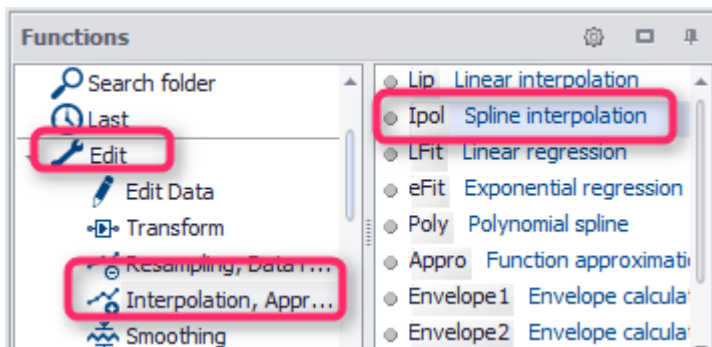 Functions
Search folder
Last
Edit
Edit Data
Transform
Resampling, Data r...
Interpolation, Appr...
Smoothing
Lip Linear interpolation
Ipol Spline interpolation
LFit Linear regression
eFit Exponential regression
Poly Polynomial spline
Appro Function approximati
Envelope1 Envelope calculat
Envelope2 Envelope calculat